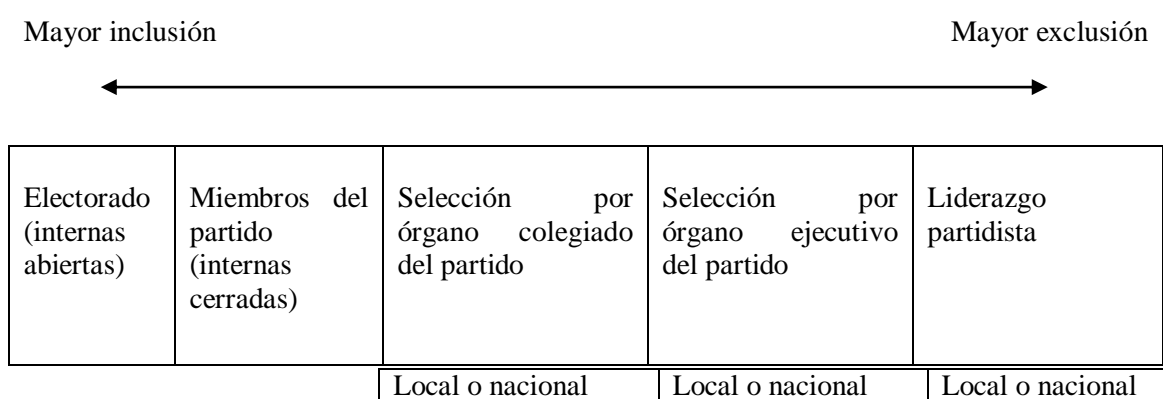 Mayor inclusión
Mayor exclusión
Electorado
(internas
abiertas)
Miembros del
partido
(internas
cerradas)
Selección por
órgano colegiado
del partido
Selección por
órgano ejecutivo
del partido
Liderazgo
partidista
Local o nacional
Local o nacional
Local o nacional